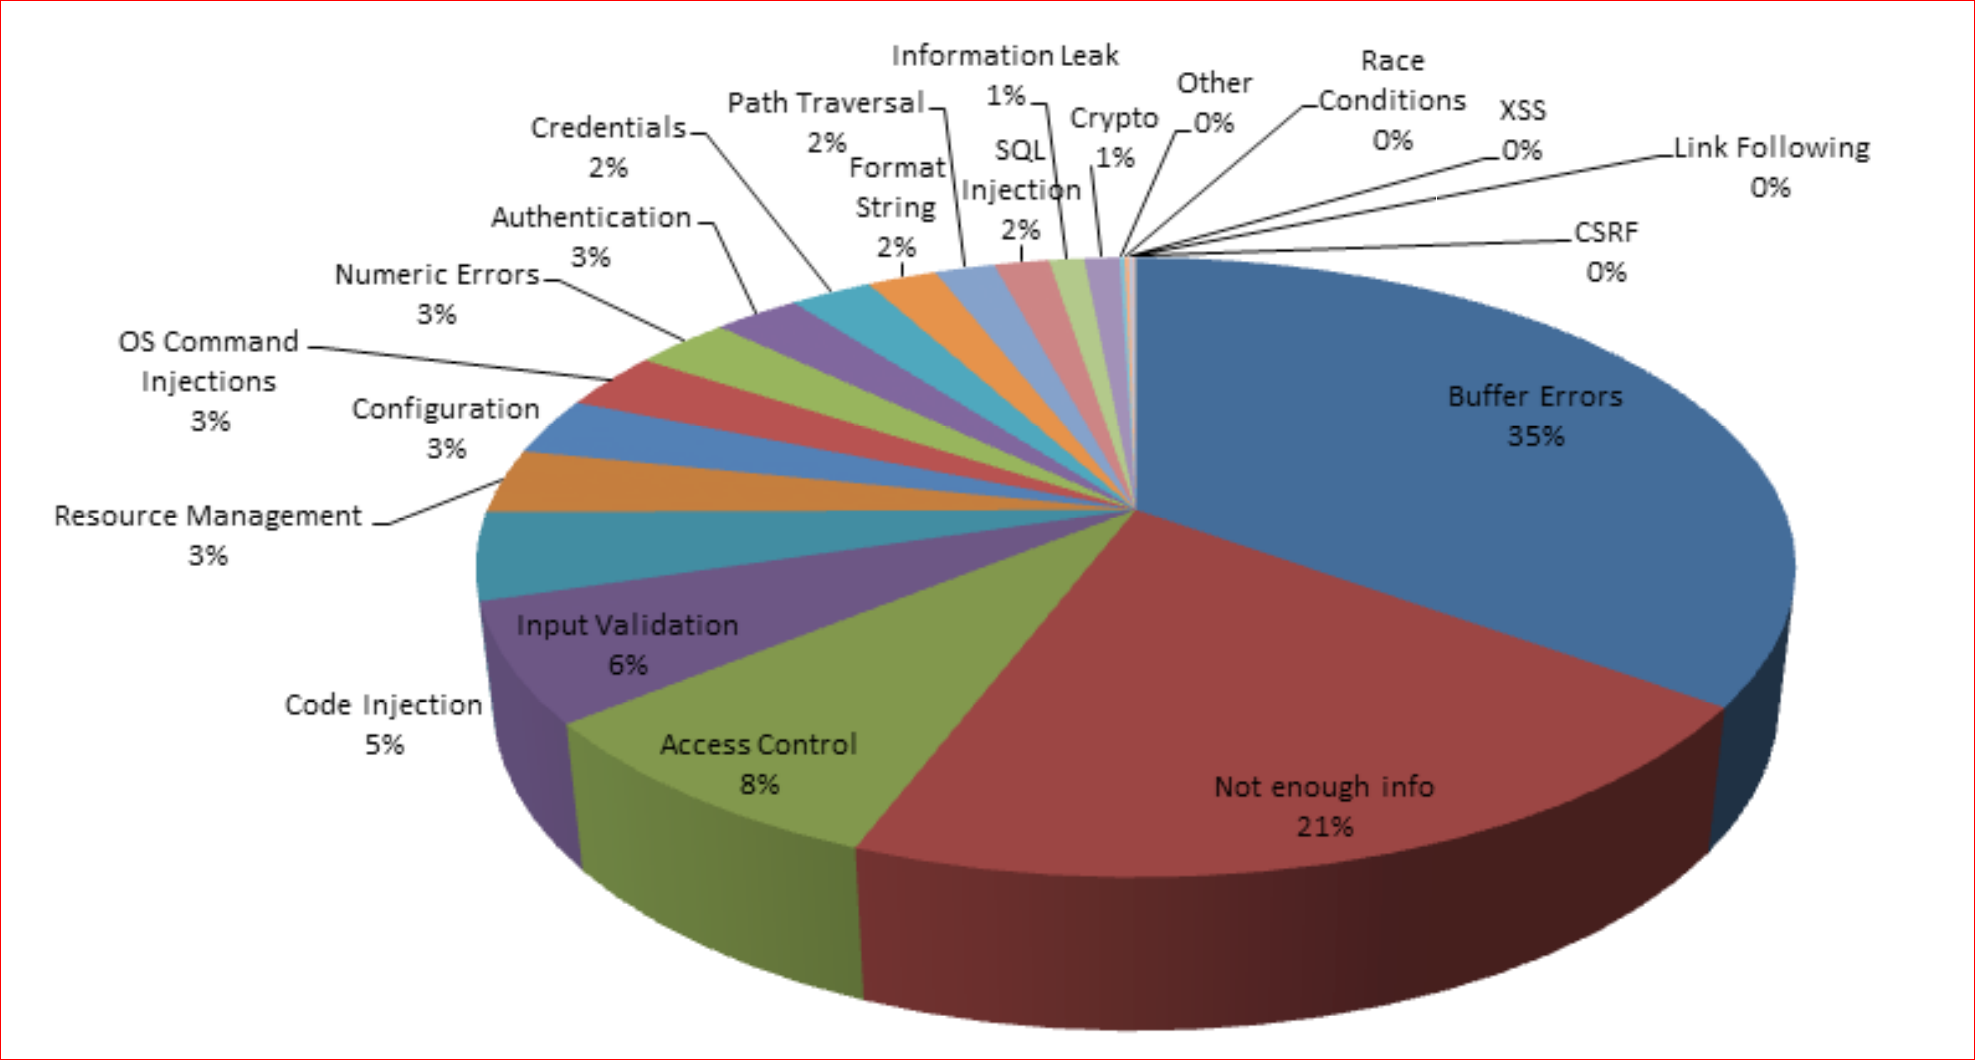 Information Leak
1%
Path Traversal
2%
Credentials
2%
Format
String
2%
SQL
Injection
2%
Crypto
1%
Other
0%
Race
Conditions
0%
XSS
0%
Link Following
0%
CSRF
0%
Authentication
3%
Numeric Errors
3%
OS Command
Injections
3%
Configuration
3%
Resource Management
3%
Code Injection
5%
Input Validation
6%
Access Control
8%
Not enough info
21%
Buffer Errors
35%